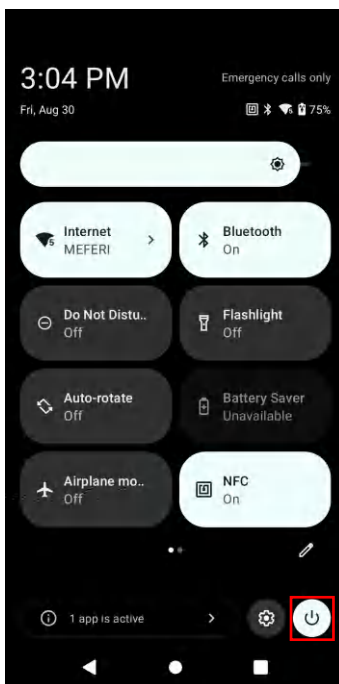 3:04 PM
Emergency calls only
Fri, Aug 30
75%
Internet
MEFERI
Bluetooth
On
Do Not Distu..
Off
Flashlight
Off
Auto-rotate
Off
Battery Saver
Unavailable
Airplane mo..
Off
NFC
On
1 app is active